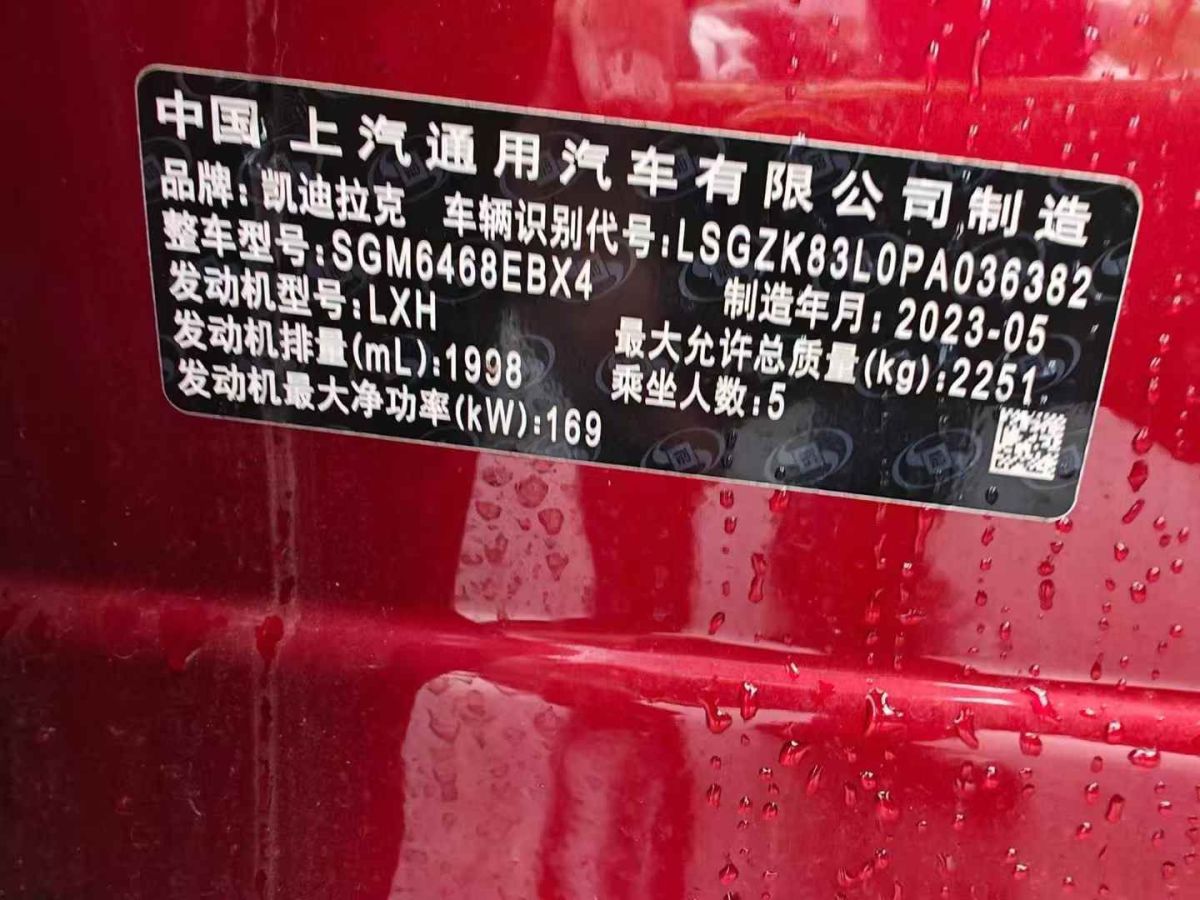 中国 上汽通用汽车有限公司制造
品牌:凯迪拉克 车辆识别代号:LSGZK83L0PA036382
整车型号:SGM6468EBX4 制造年月:2023-05
发动机型号:LXH 最大允许总质量(kg):2251
发动机排量(mL):1998 乘坐人数:5
发动机最大净功率(kW):169